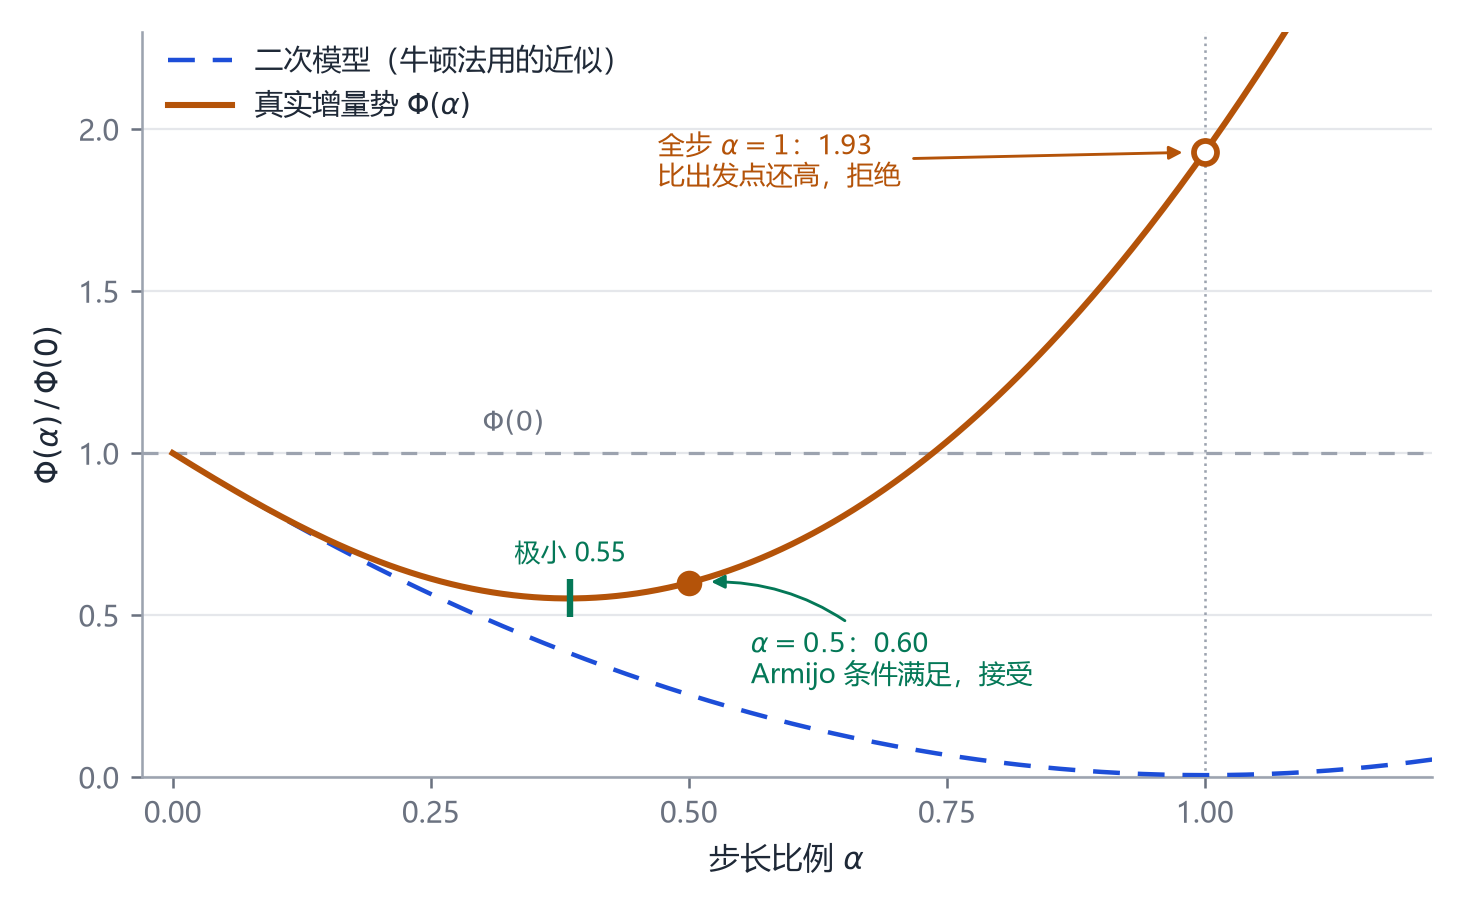 二次模型（牛顿法用的近似）
真实增量势 Φ(α)
全步 α = 1：1.93
比出发点还高，拒绝
Φ(0)
极小 0.55
α = 0.5：0.60
Armijo 条件满足，接受
Φ(α) / Φ(0)
2.0
1.5
1.0
0.5
0.0
0.00 0.25 0.50 0.75 1.00
步长比例 α